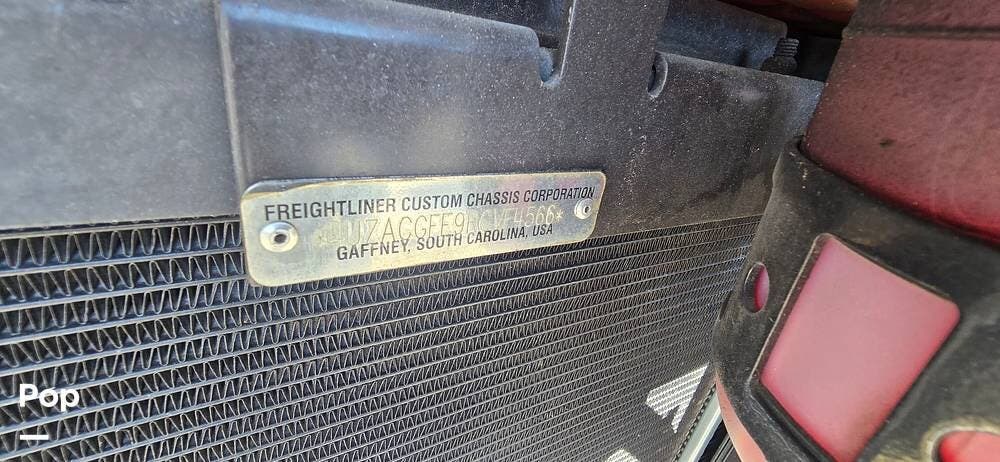 FREIGHTLINER CUSTOM CHASSIS CORPORATION
GAFFNEY, SOUTH CAROLINA, USA
Pop